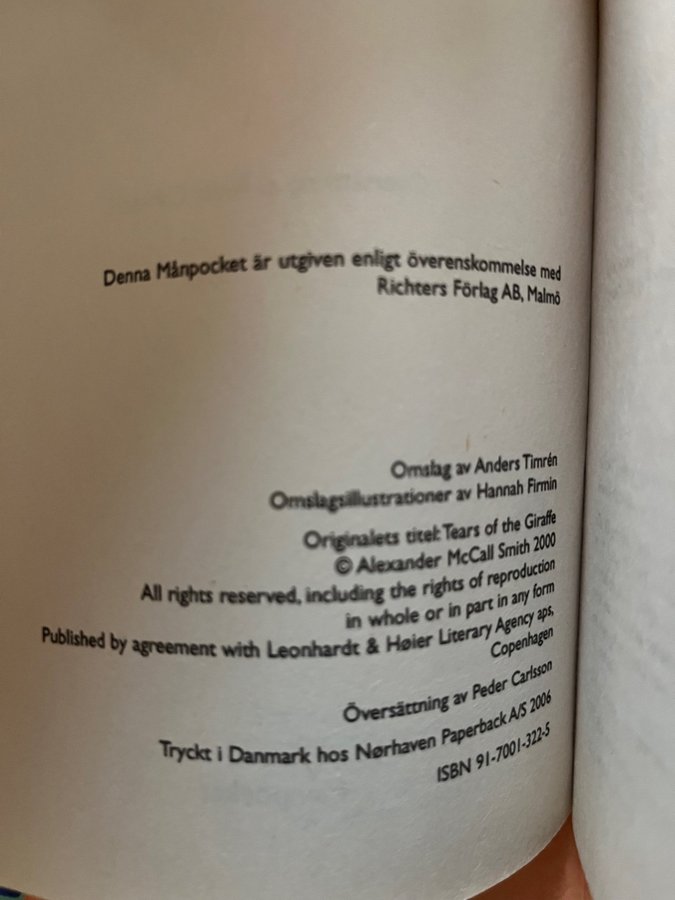 Denna Månpocket är utgiven enligt överenskommelse med
Richters Förlag AB, Malmö
Omslag av Anders Timrén
Omslagsillustrationer av Hannah Firmin
Originalets titel: Tears of the Giraffe
© Alexander McCall Smith 2000
All rights reserved, including the rights of reproduction
in whole or in part in any form
Published by agreement with Leonhardt & Høier Literary Agency aps,
Copenhagen
Översättning av Peder Carlsson
Tryckt i Danmark hos Nørhaven Paperback A/S 2006
ISBN 91-7001-322-5